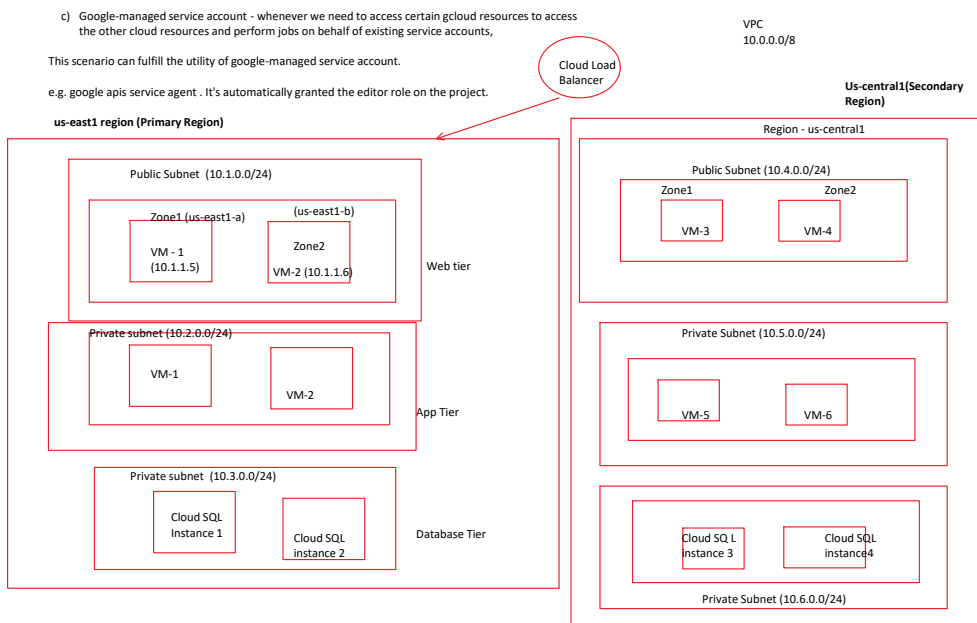 c) Google-managed service account - whenever we need to access certain gcloud resources to access
the other cloud resources and perform jobs on behalf of existing service accounts,
This scenario can fulfill the utility of google-managed service account.
e.g. google apis service agent . It's automatically granted the editor role on the project.
VPC
10.0.0.0/8
Cloud Load
Balancer
us-east1 region (Primary Region)
Public Subnet (10.1.0.0/24)
Zone1 (us-east1-a)
(us-east1-b)
VM - 1
(10.1.1.5)
Zone2
VM-2 (10.1.1.6)
Web tier
Private subnet (10.2.0.0/24)
VM-1
VM-2
App Tier
Private subnet (10.3.0.0/24)
Cloud SQL
Instance 1
Cloud SQL
instance 2
Database Tier
Us-central1(Secondary
Region)
Region - us-central1
Public Subnet (10.4.0.0/24)
Zone1
Zone2
VM-3
VM-4
Private Subnet (10.5.0.0/24)
VM-5
VM-6
Cloud SQ L
instance 3
Cloud SQL
instance4
Private Subnet (10.6.0.0/24)